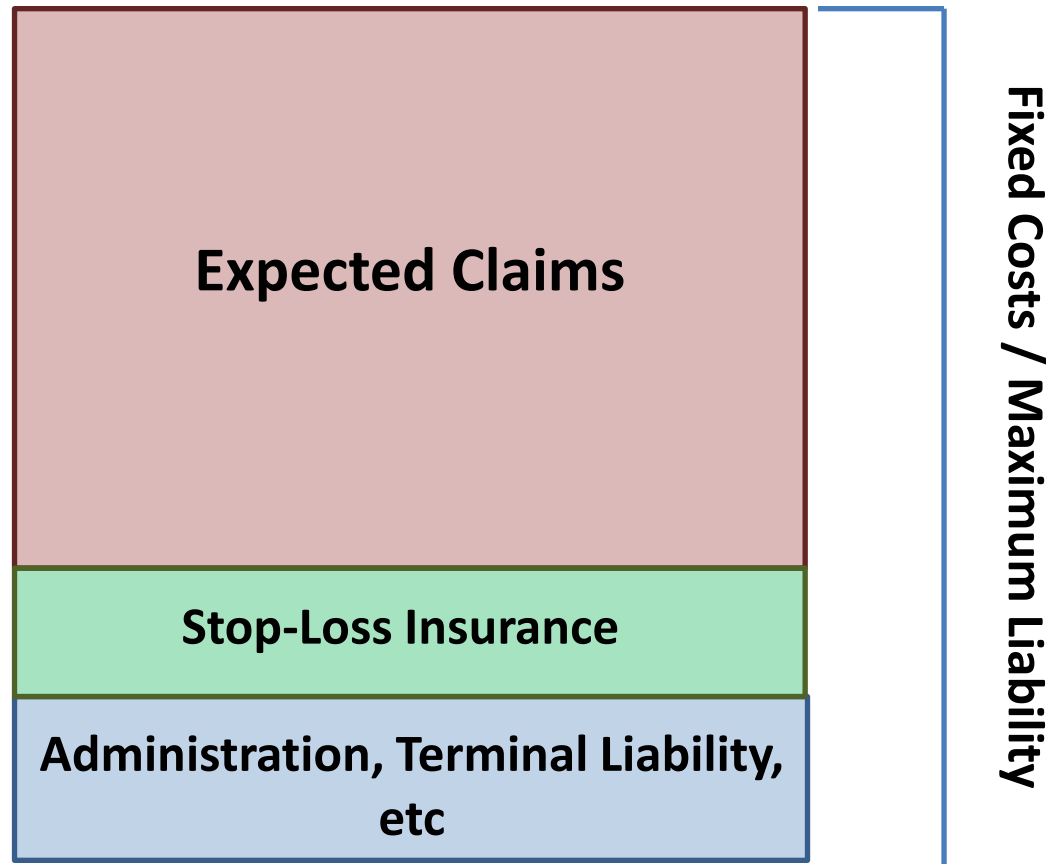 Expected Claims
Stop-Loss Insurance
Administration, Terminal Liability,
etc
Fixed Costs / Maximum Liability